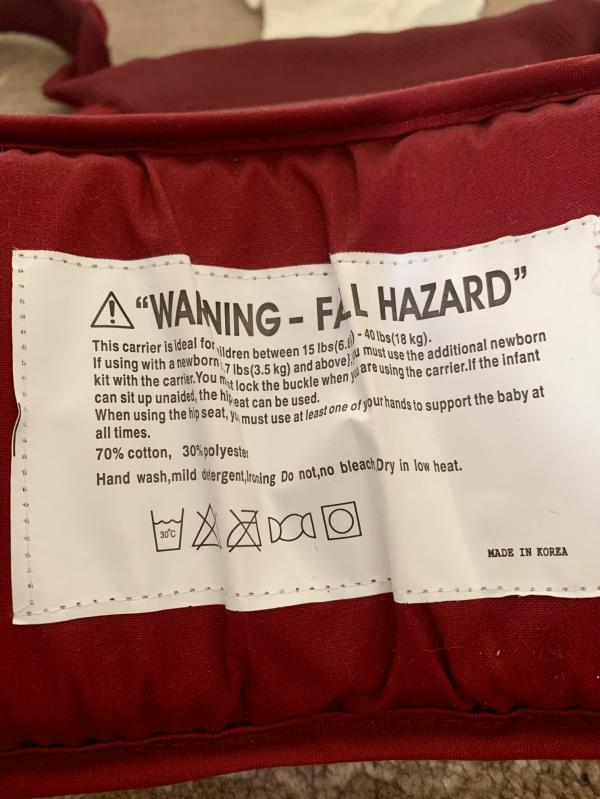 "WARNING - FALL HAZARD"
This carrier is ideal for children between 15 lbs(6.8) - 40 lbs(18 kg).
If using with a newborn 7 lbs(3.5 kg) and above), you must use the additional newborn
kit with the carrier.You must lock the buckle when you are using the carrier.If the infant
can sit up unaided, the hip seat can be used.
When using the hip seat, you must use at least one of your hands to support the baby at
all times.
70% cotton, 30% polyester
Hand wash,mild detergent,Ironing Do not,no bleach,Dry in low heat.
30°C
MADE IN KOREA